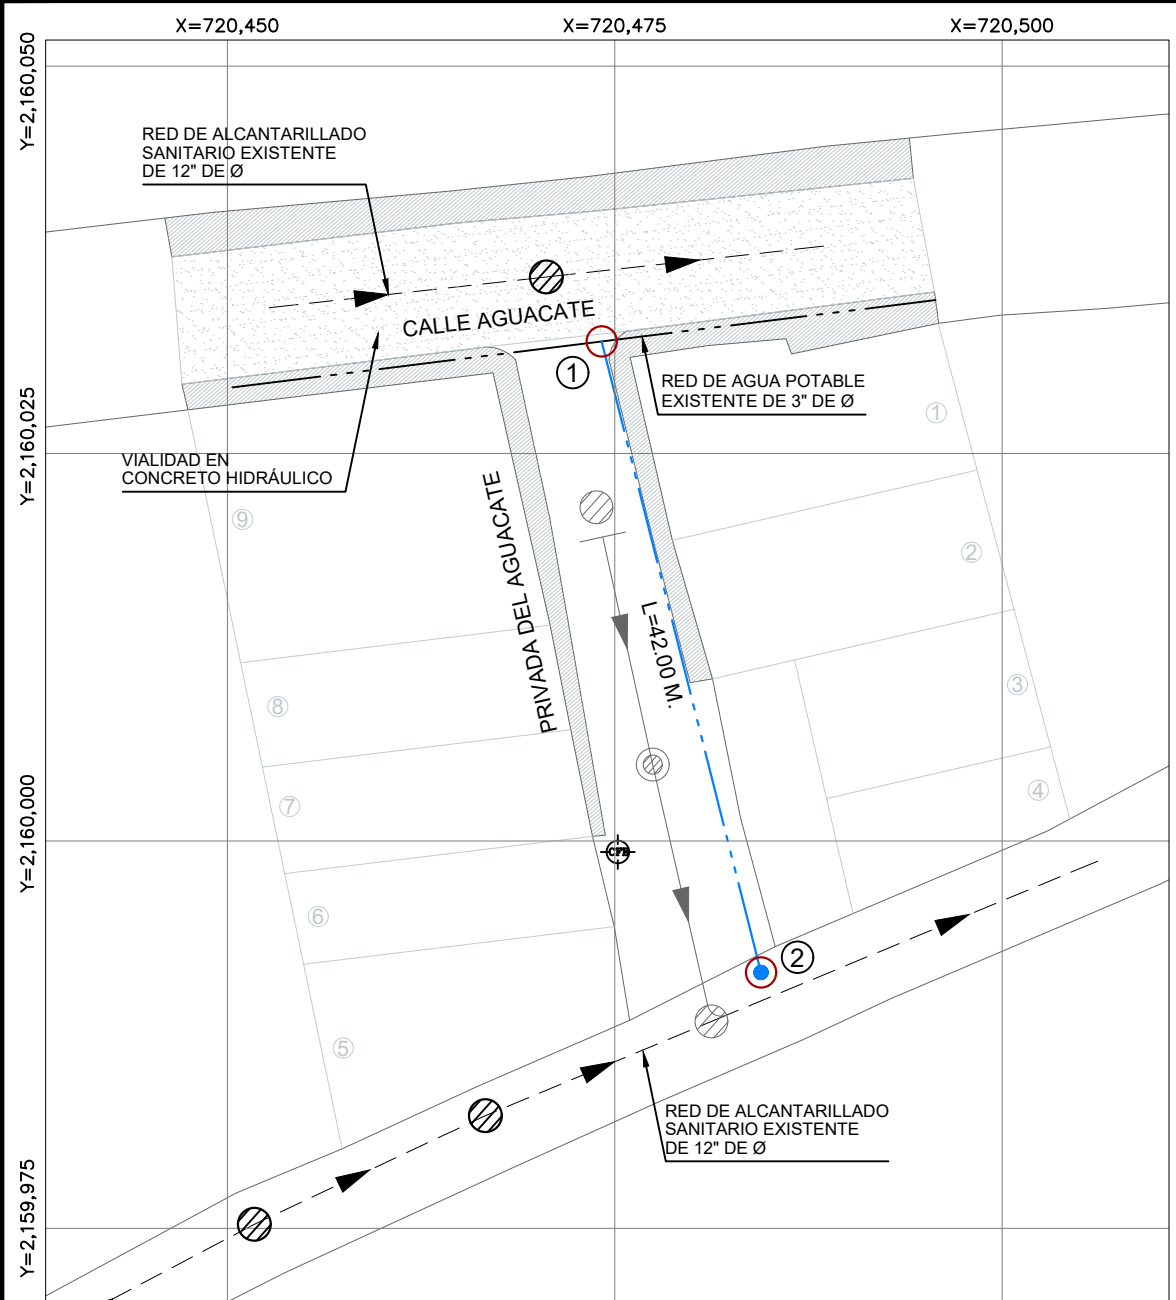 X=720,450
X=720,475
X=720,500
Y=2,160,050
RED DE ALCANTARILLADO
SANITARIO EXISTENTE
DE 12" DE Ø
CALLE AGUACATE
1
RED DE AGUA POTABLE
EXISTENTE DE 3" DE Ø
1
Y=2,160,025
VIALIDAD EN
CONCRETO HIDRÁULICO
9
PRIVADA DEL AGUACATE
2
L=42.00 M.
3
8
7
4
Y=2,160,000
CFE
6
2
5
RED DE ALCANTARILLADO
SANITARIO EXISTENTE
DE 12" DE Ø
Y=2,159,975